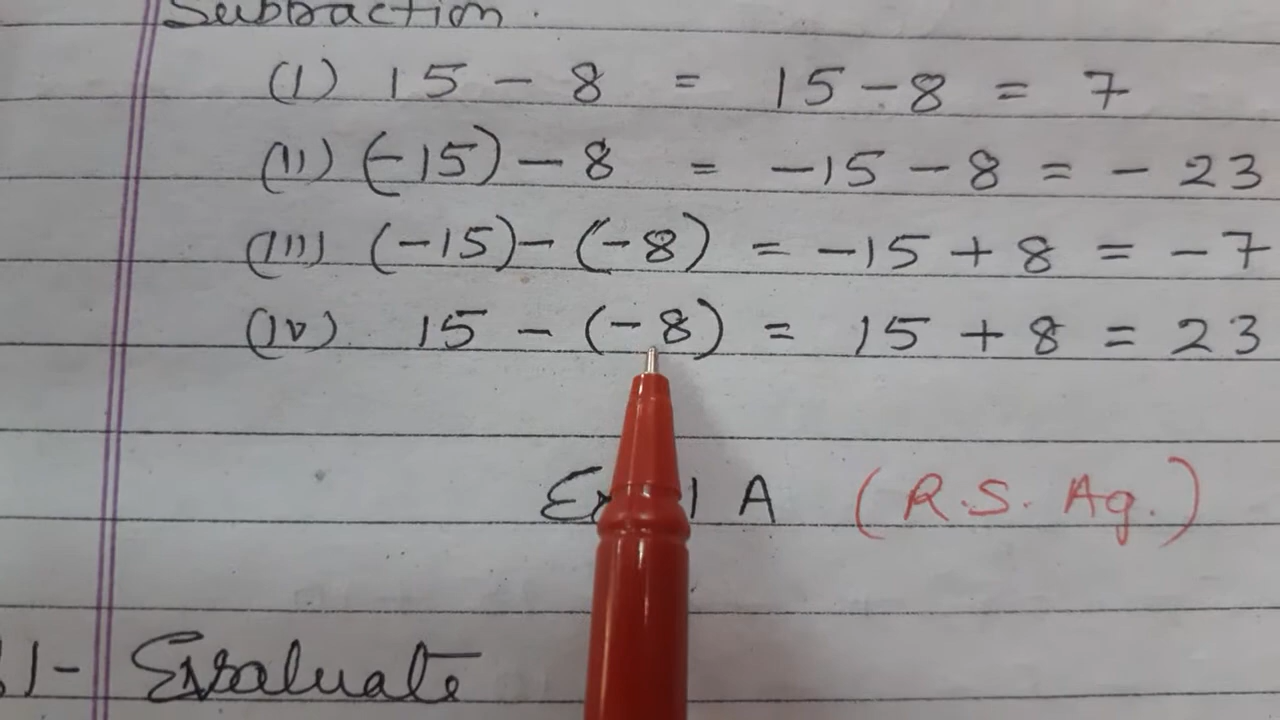 Subtraction.
(I) 15 - 8 = 15 - 8 = 7
(II) (-15) - 8 = -15 - 8 = - 23
(III) (-15) - (-8) = -15 + 8 = - 7
(IV). 15 - (-8) = 15 + 8 = 23
1 A (R.S. Ag.)
1- Evaluate